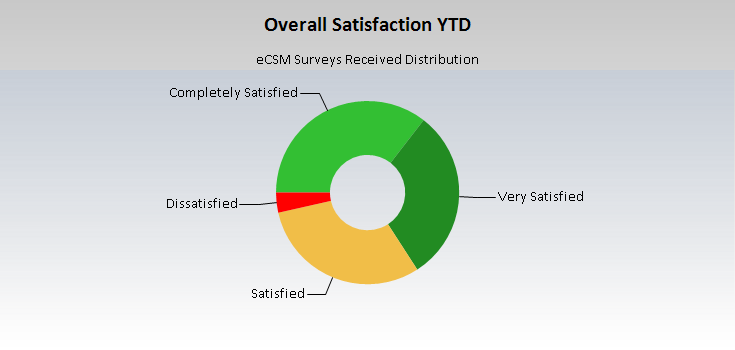 Overall Satisfaction YTD
eCSM Surveys Received Distribution
Completely Satisfied
Very Satisfied
Dissatisfied
Satisfied